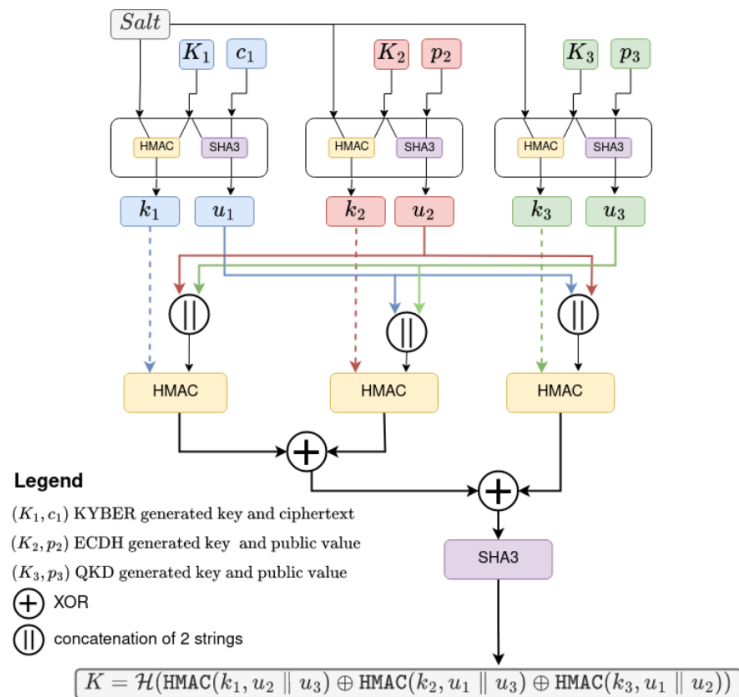 Salt
K₁ c₁ K₂ p₂ K₃ p₃
HMAC SHA3 HMAC SHA3 HMAC SHA3
k₁ u₁ k₂ u₂ k₃ u₃
|| || ||
HMAC HMAC HMAC
+
+
Legend
(K₁, c₁) KYBER generated key and ciphertext
(K₂, p₂) ECDH generated key and public value
(K₃, p₃) QKD generated key and public value
+ XOR
|| concatenation of 2 strings
SHA3
K = ℋ(HMAC(k₁, u₂ ∥ u₃) ⊕ HMAC(k₂, u₁ ∥ u₃) ⊕ HMAC(k₃, u₁ ∥ u₂))